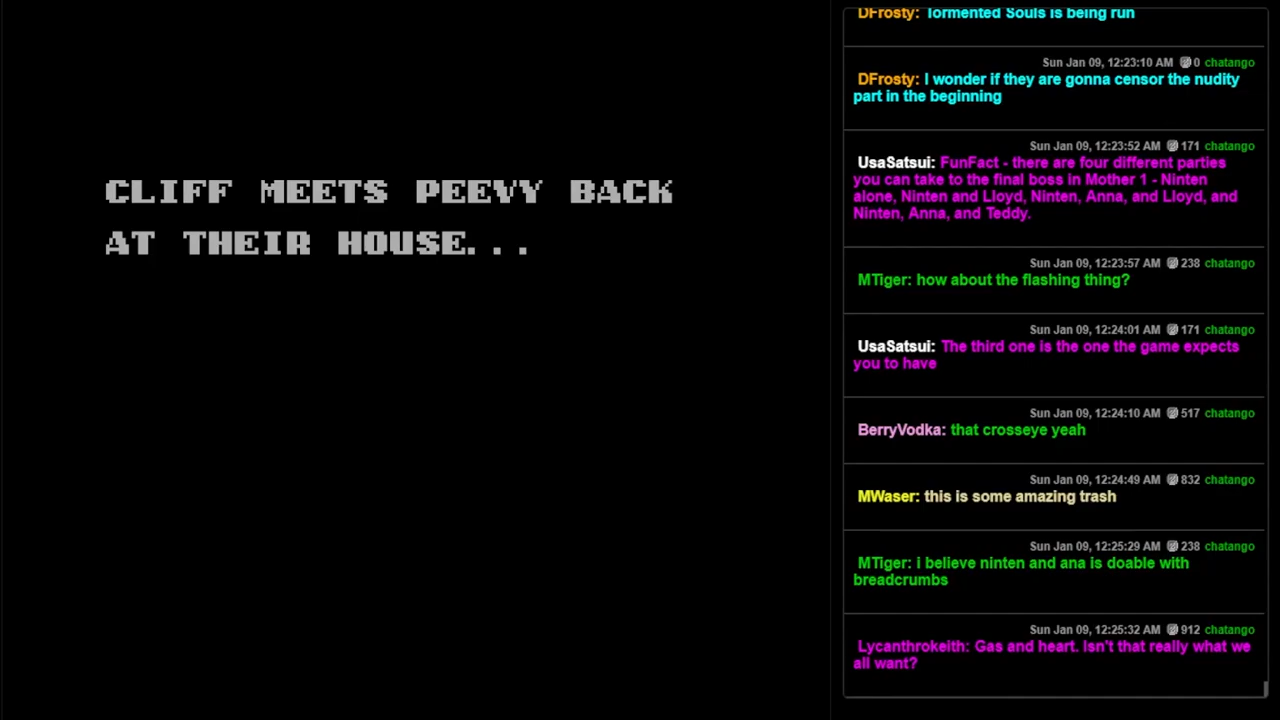 CLIFF MEETS PEEVY BACK
AT THEIR HOUSE...
DFrosty: Tormented Souls is being run
Sun Jan 09, 12:23:10 AM 0 chatango
DFrosty: I wonder if they are gonna censor the nudity
part in the beginning
Sun Jan 09, 12:23:52 AM 171 chatango
UsaSatsui: FunFact - there are four different parties
you can take to the final boss in Mother 1 - Ninten
alone, Ninten and Lloyd, Ninten, Anna, and Lloyd, and
Ninten, Anna, and Teddy.
Sun Jan 09, 12:23:57 AM 238 chatango
MTiger: how about the flashing thing?
Sun Jan 09, 12:24:01 AM 171 chatango
UsaSatsui: The third one is the one the game expects
you to have
Sun Jan 09, 12:24:10 AM 517 chatango
BerryVodka: that crosseye yeah
Sun Jan 09, 12:24:49 AM 832 chatango
MWaser: this is some amazing trash
Sun Jan 09, 12:25:29 AM 238 chatango
MTiger: i believe ninten and ana is doable with
breadcrumbs
Sun Jan 09, 12:25:32 AM 912 chatango
Lycanthrokeith: Gas and heart. Isn't that really what we
all want?